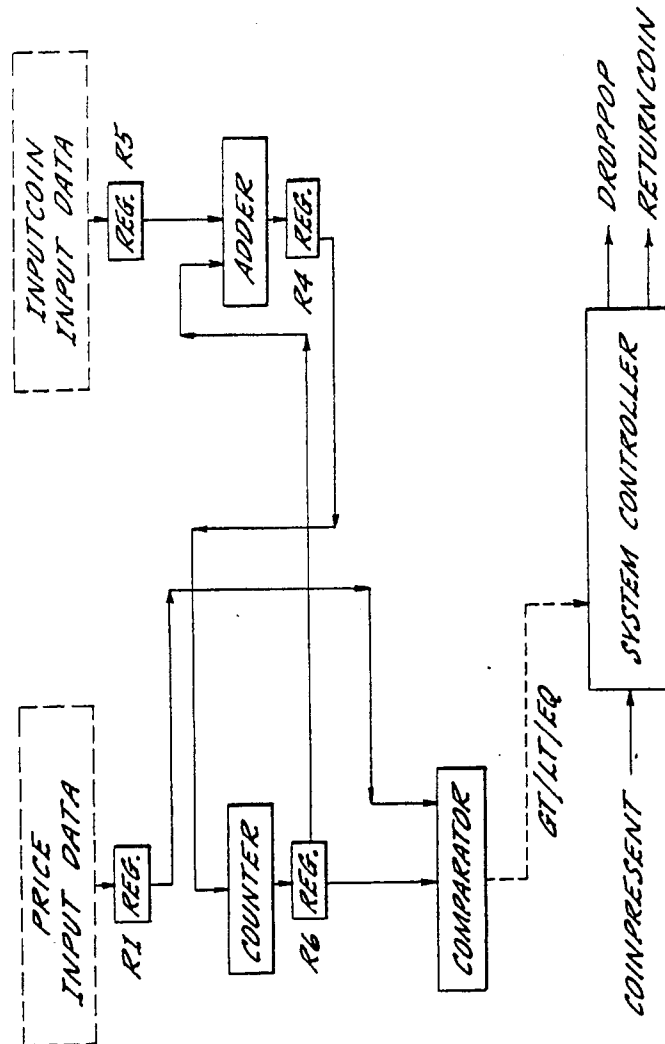 PRICE
INPUT DATA
INPUTCOIN
INPUT DATA
R1
REG.
REG.
R5
COUNTER
ADDER
R6
REG.
R4
REG.
COMPARATOR
GT/LT/EQ
COINPRESENT
SYSTEM CONTROLLER
DROPPOP
RETURNCOIN